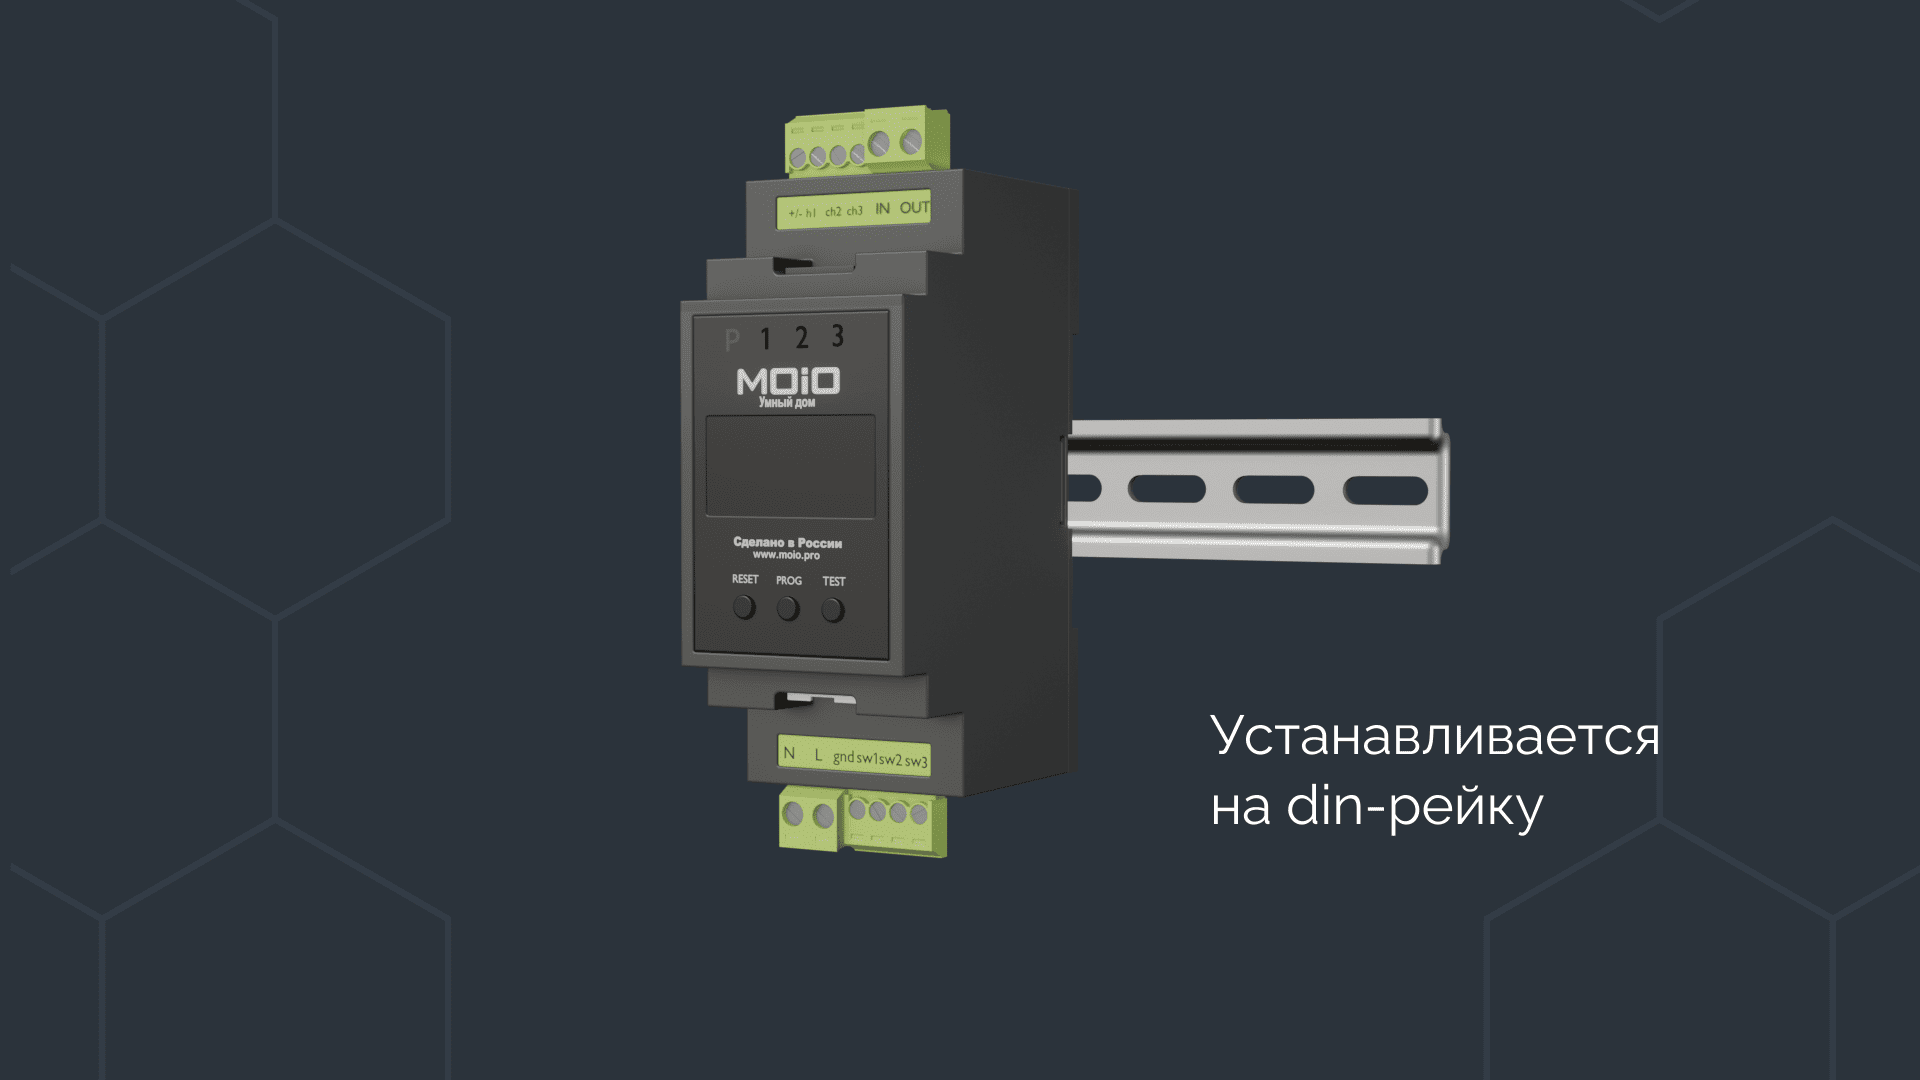 +/- h1 ch2 ch3 IN OUT
P 1 2 3
MOiO
Умный дом
Сделано в России
www.moio.pro
RESET PROG TEST
N L gnd sw1 sw2 sw3
Устанавливается
на din-рейку